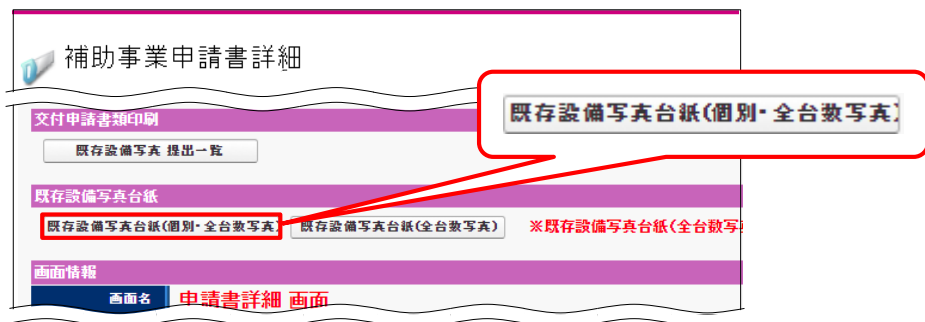 補助事業申請書詳細
既存設備写真台紙(個別・全台数写真)
交付申請書類印刷
既存設備写真 提出一覧
既存設備写真台紙
既存設備写真台紙(個別・全台数写真) 既存設備写真台紙(全台数写真) ※既存設備写真台紙(全台数写
画面情報
画面名 申請書詳細 画面